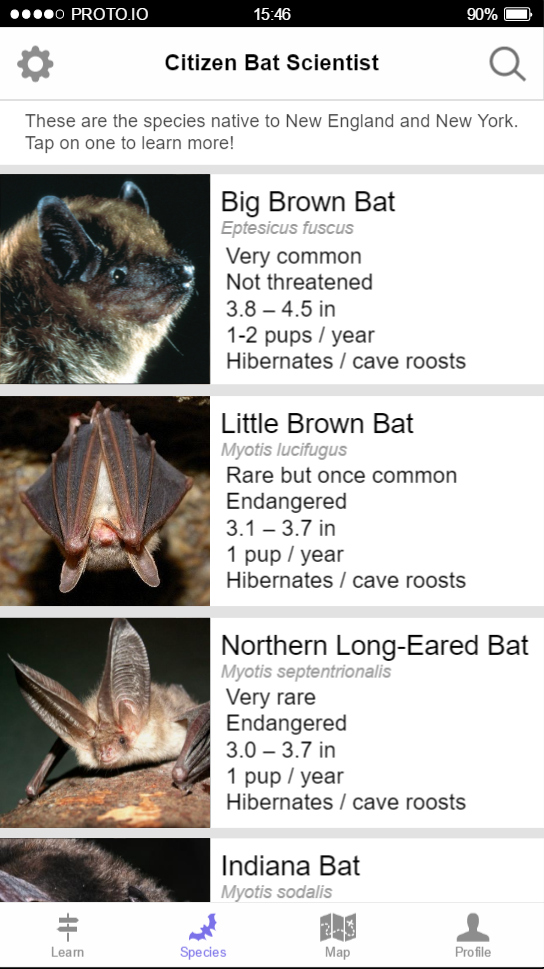 PROTO.IO 15:46 90%
Citizen Bat Scientist
These are the species native to New England and New York.
Tap on one to learn more!
Big Brown Bat
Eptesicus fuscus
Very common
Not threatened
3.8 – 4.5 in
1-2 pups / year
Hibernates / cave roosts
Little Brown Bat
Myotis lucifugus
Rare but once common
Endangered
3.1 – 3.7 in
1 pup / year
Hibernates / cave roosts
Northern Long-Eared Bat
Myotis septentrionalis
Very rare
Endangered
3.0 – 3.7 in
1 pup / year
Hibernates / cave roosts
Indiana Bat
Myotis sodalis
Learn Species Map Profile